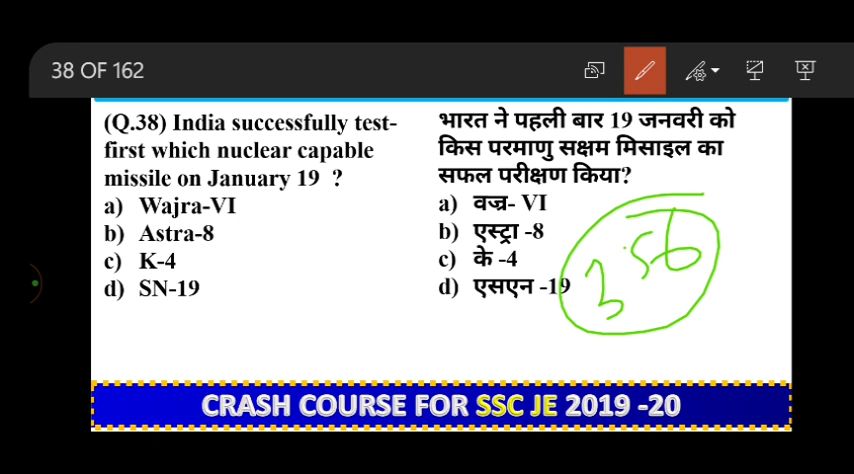 38 OF 162
(Q.38) India successfully test-
first which nuclear capable
missile on January 19 ?
a) Wajra-VI
b) Astra-8
c) K-4
d) SN-19
भारत ने पहली बार 19 जनवरी को
किस परमाणु सक्षम मिसाइल का
सफल परीक्षण किया?
a) वज्र- VI
b) एस्ट्रा -8
c) के -4
d) एसएन -19
3.56
CRASH COURSE FOR SSC JE 2019 -20